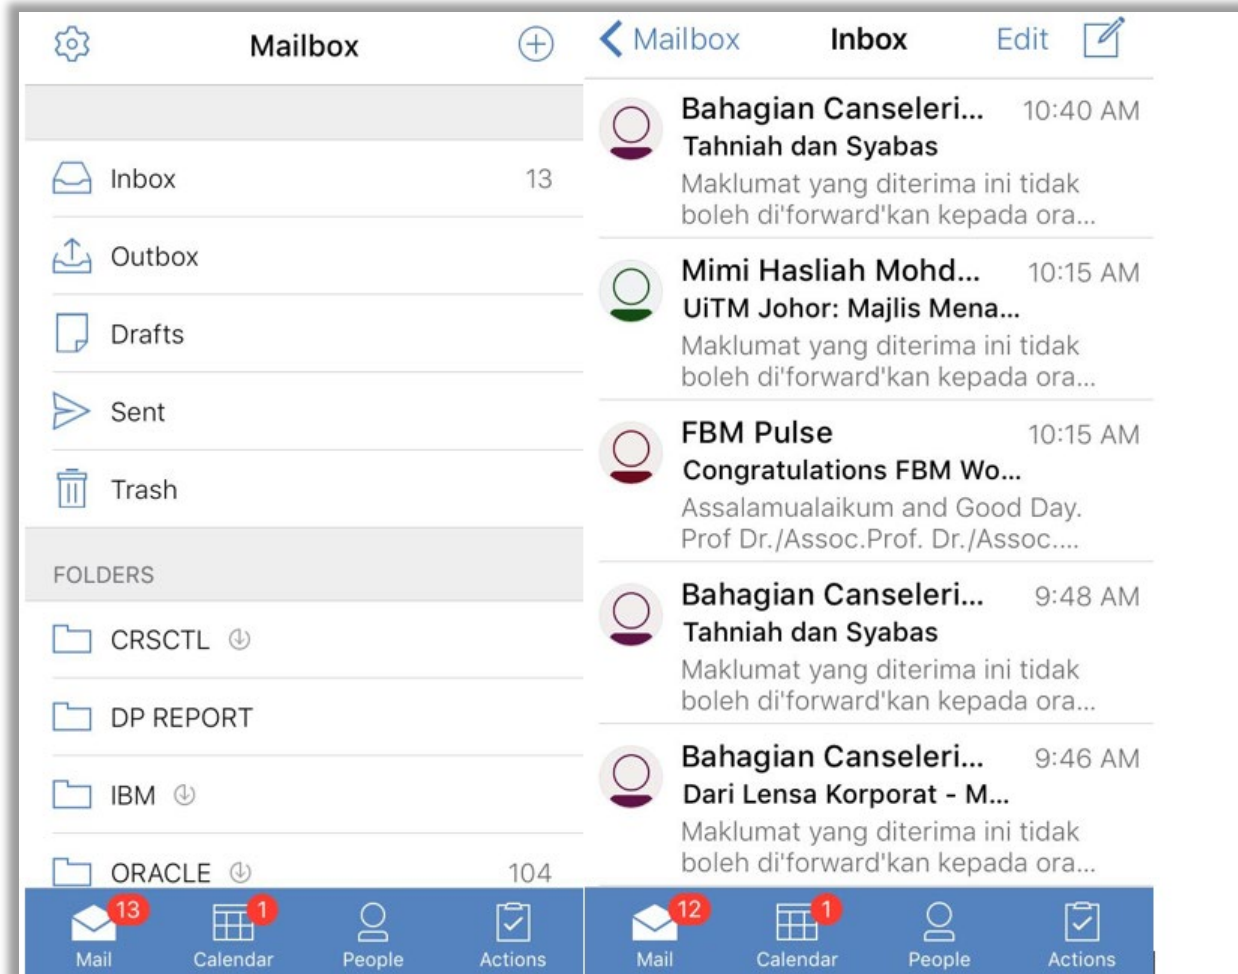 Mailbox
Inbox 13
Outbox
Drafts
Sent
Trash
FOLDERS
CRSCTL
DP REPORT
IBM
ORACLE 104
13 1
Mail Calendar People Actions
Mailbox Inbox Edit
Bahagian Canseleri... 10:40 AM
Tahniah dan Syabas
Maklumat yang diterima ini tidak
boleh di'forward'kan kepada ora...
Mimi Hasliah Mohd... 10:15 AM
UiTM Johor: Majlis Mena...
Maklumat yang diterima ini tidak
boleh di'forward'kan kepada ora...
FBM Pulse 10:15 AM
Congratulations FBM Wo...
Assalamualaikum and Good Day.
Prof Dr./Assoc.Prof. Dr./Assoc....
Bahagian Canseleri... 9:48 AM
Tahniah dan Syabas
Maklumat yang diterima ini tidak
boleh di'forward'kan kepada ora...
Bahagian Canseleri... 9:46 AM
Dari Lensa Korporat - M...
Maklumat yang diterima ini tidak
boleh di'forward'kan kepada ora...
12 1
Mail Calendar People Actions